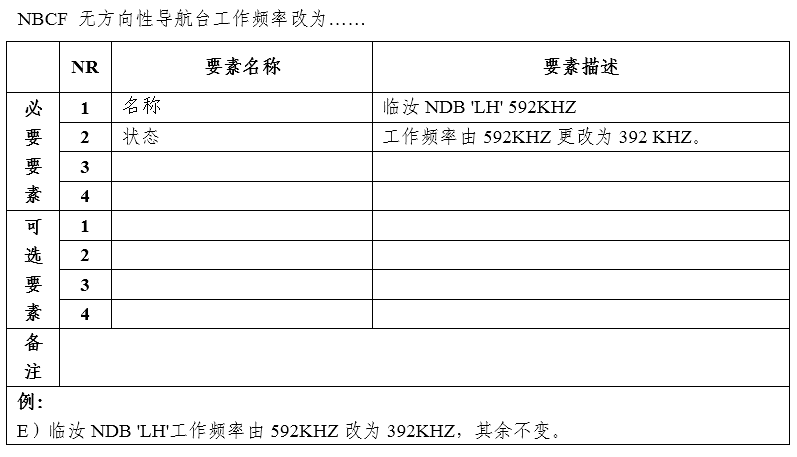 NBCF 无方向性导航台工作频率改为……
NR 要素名称 要素描述
必要要素
1 名称 临汝 NDB 'LH' 592KHZ
2 状态 工作频率由 592KHZ 更改为 392 KHZ。
3
4
可选要素
1
2
3
4
备注
例：
E）临汝 NDB 'LH'工作频率由 592KHZ 改为 392KHZ，其余不变。